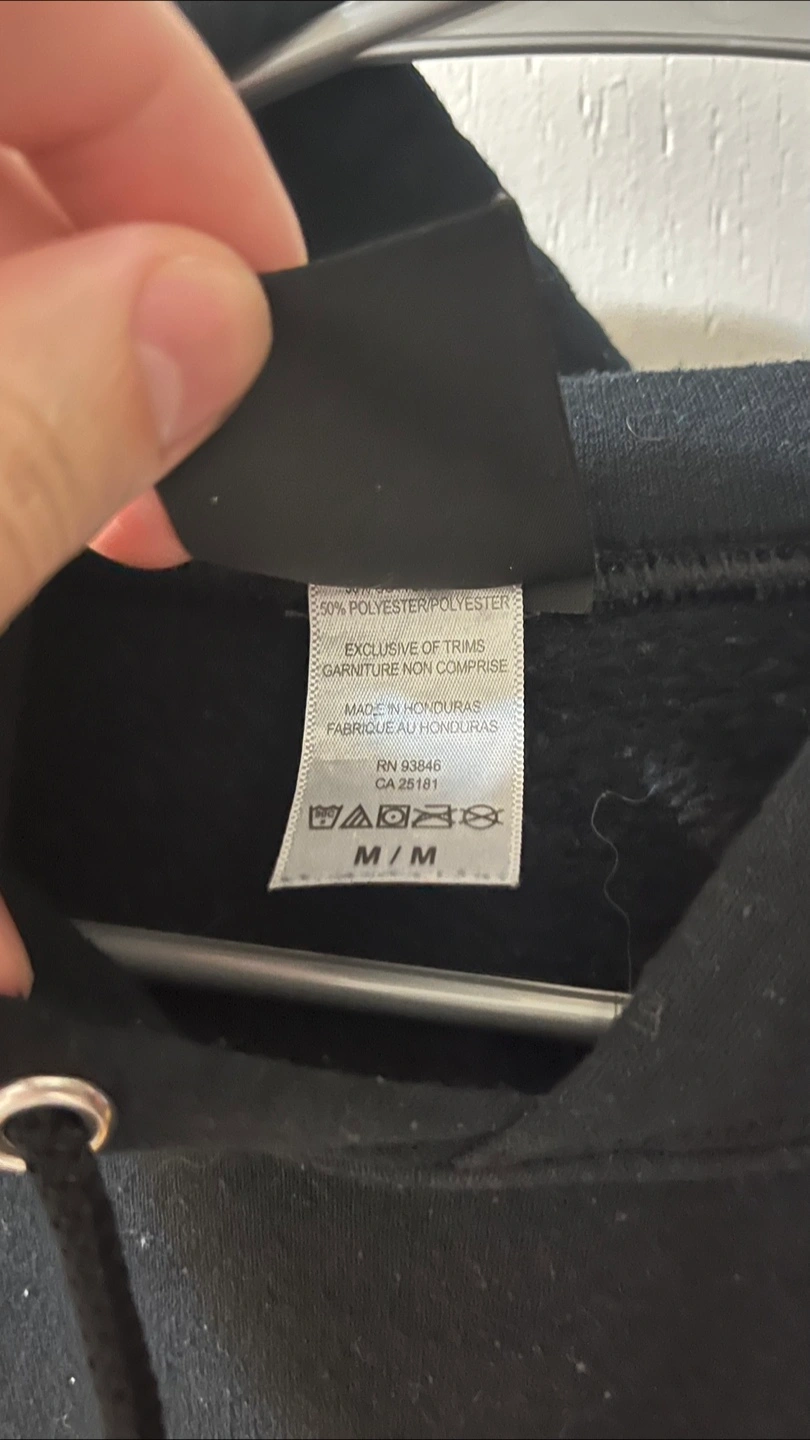 50% POLYESTER/POLYESTER
EXCLUSIVE OF TRIMS
GARNITURE NON COMPRISE
MADE IN HONDURAS
FABRIQUE AU HONDURAS
RN 93846
CA 25181
M / M